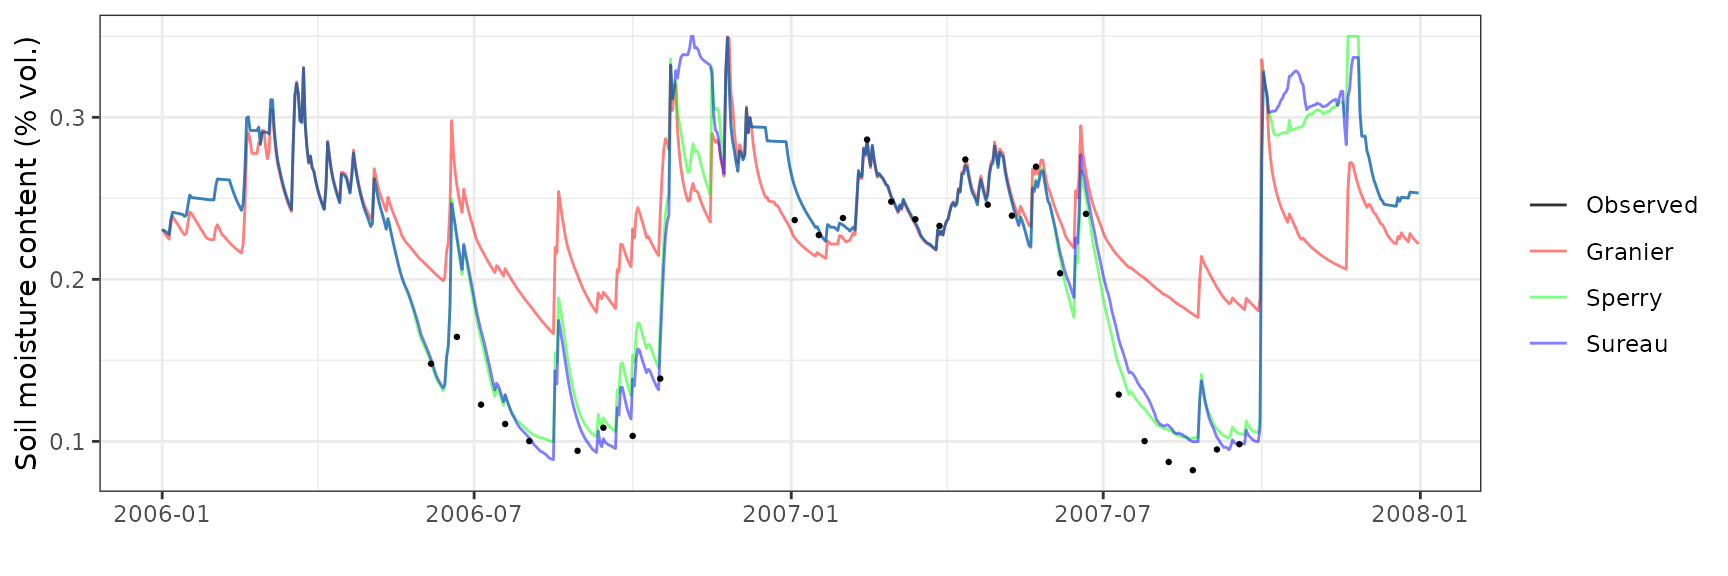 Soil moisture content (% vol.)
0.3
0.2
0.1
2006-01
2006-07
2007-01
2007-07
2008-01
Observed
Granier
Sperry
Sureau